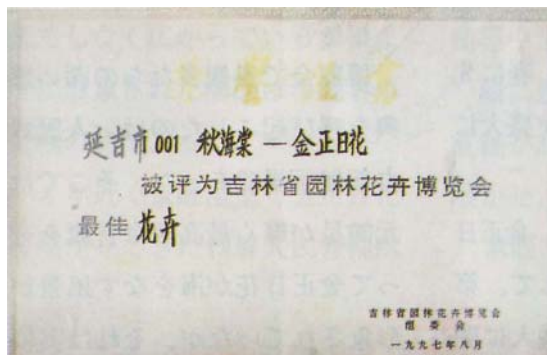 延吉市001 秋海棠 — 金正日花
被评为吉林省园林花卉博览会
最佳花卉
吉林省园林花卉博览会
组委会
一九九七年八月